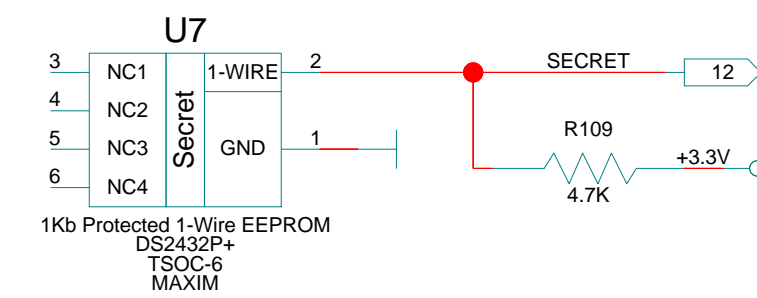 U7
3 NC1 1-WIRE 2 SECRET 12
4 NC2
Secret
5 NC3 GND 1 R109
+3.3V
6 NC4 4.7K
1Kb Protected 1-Wire EEPROM
DS2432P+
TSOC-6
MAXIM